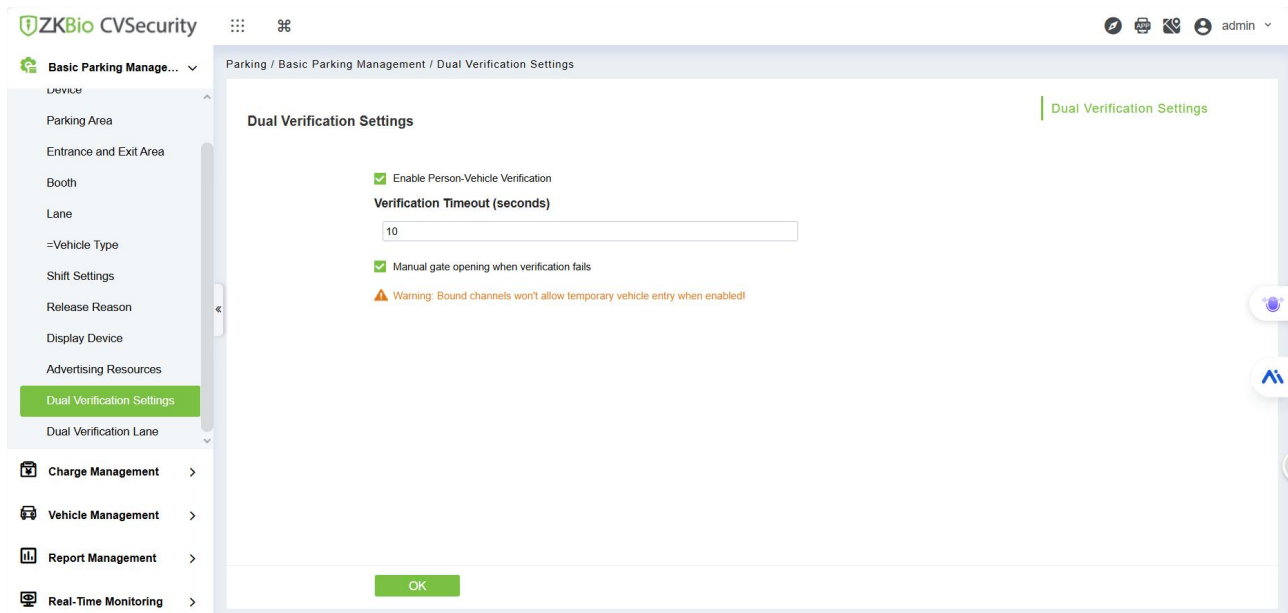 ZKBio CVSecurity
admin
Basic Parking Manage...
Device
Parking Area
Entrance and Exit Area
Booth
Lane
=Vehicle Type
Shift Settings
Release Reason
Display Device
Advertising Resources
Dual Verification Settings
Dual Verification Lane
Charge Management
Vehicle Management
Report Management
Real-Time Monitoring
Parking / Basic Parking Management / Dual Verification Settings
Dual Verification Settings
Dual Verification Settings
Enable Person-Vehicle Verification
Verification Timeout (seconds)
10
Manual gate opening when verification fails
Warning: Bound channels won't allow temporary vehicle entry when enabled!
OK